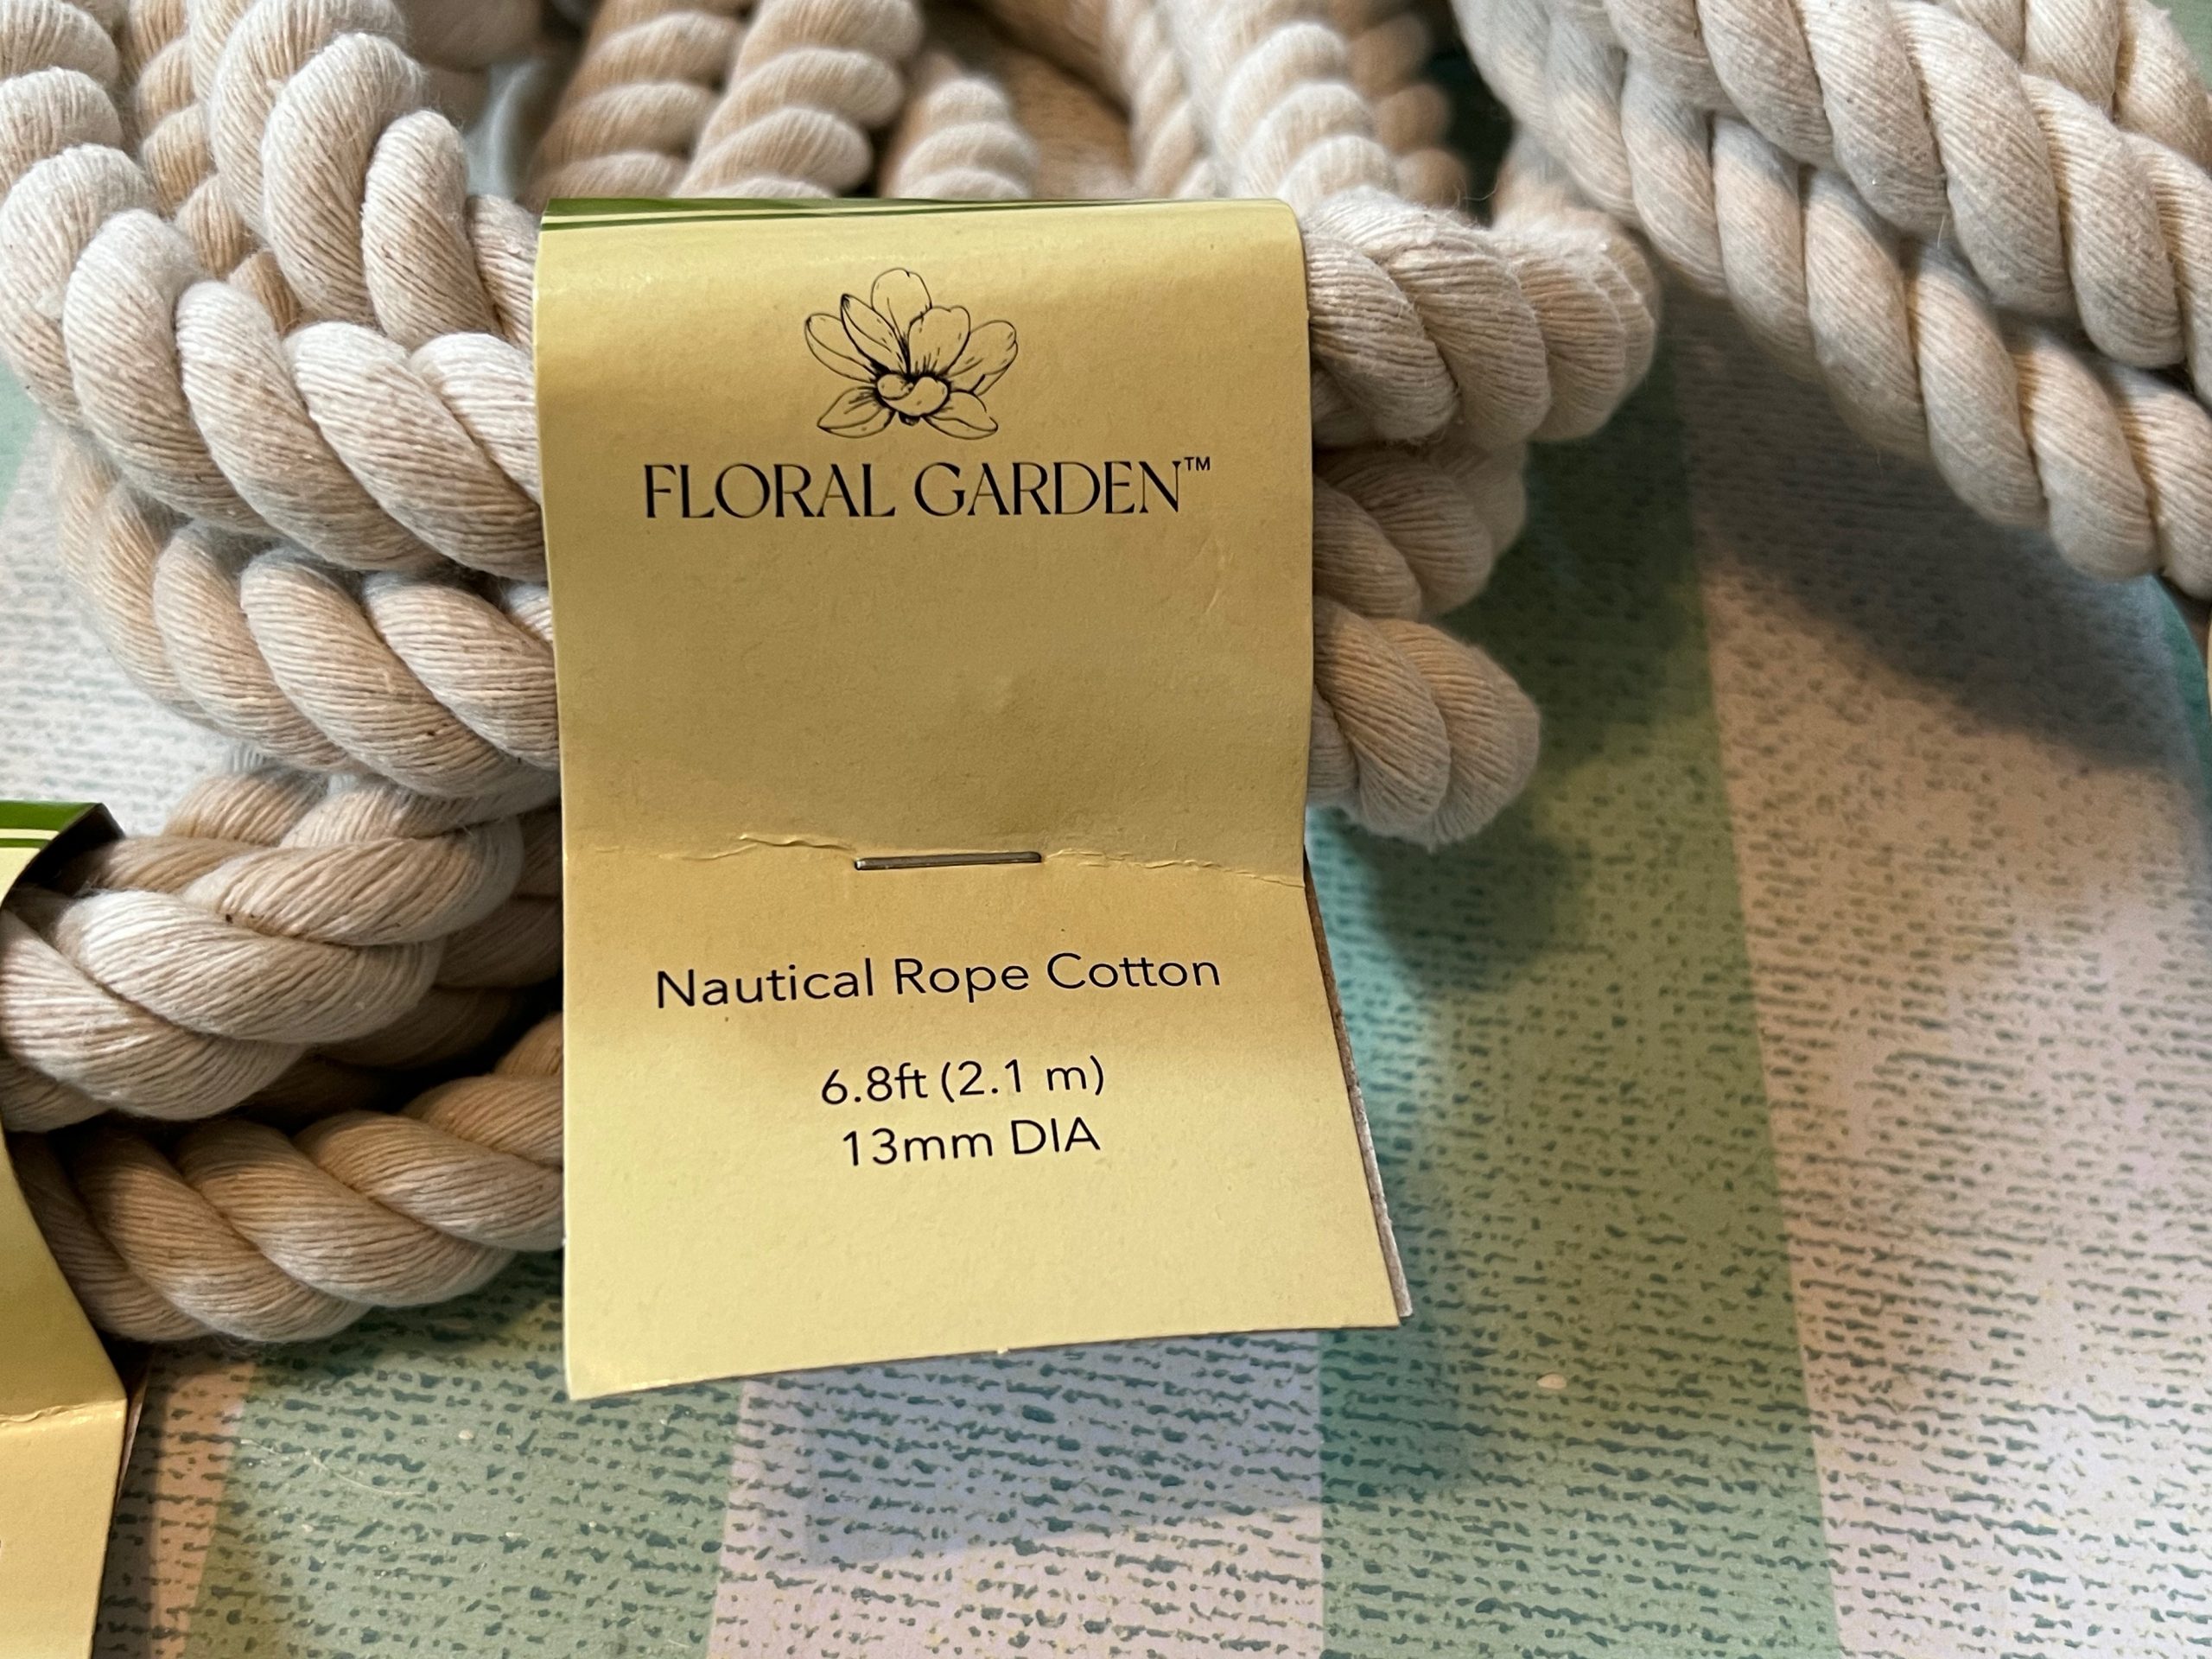 FLORAL GARDEN™
Nautical Rope Cotton
6.8ft (2.1 m)
13mm DIA